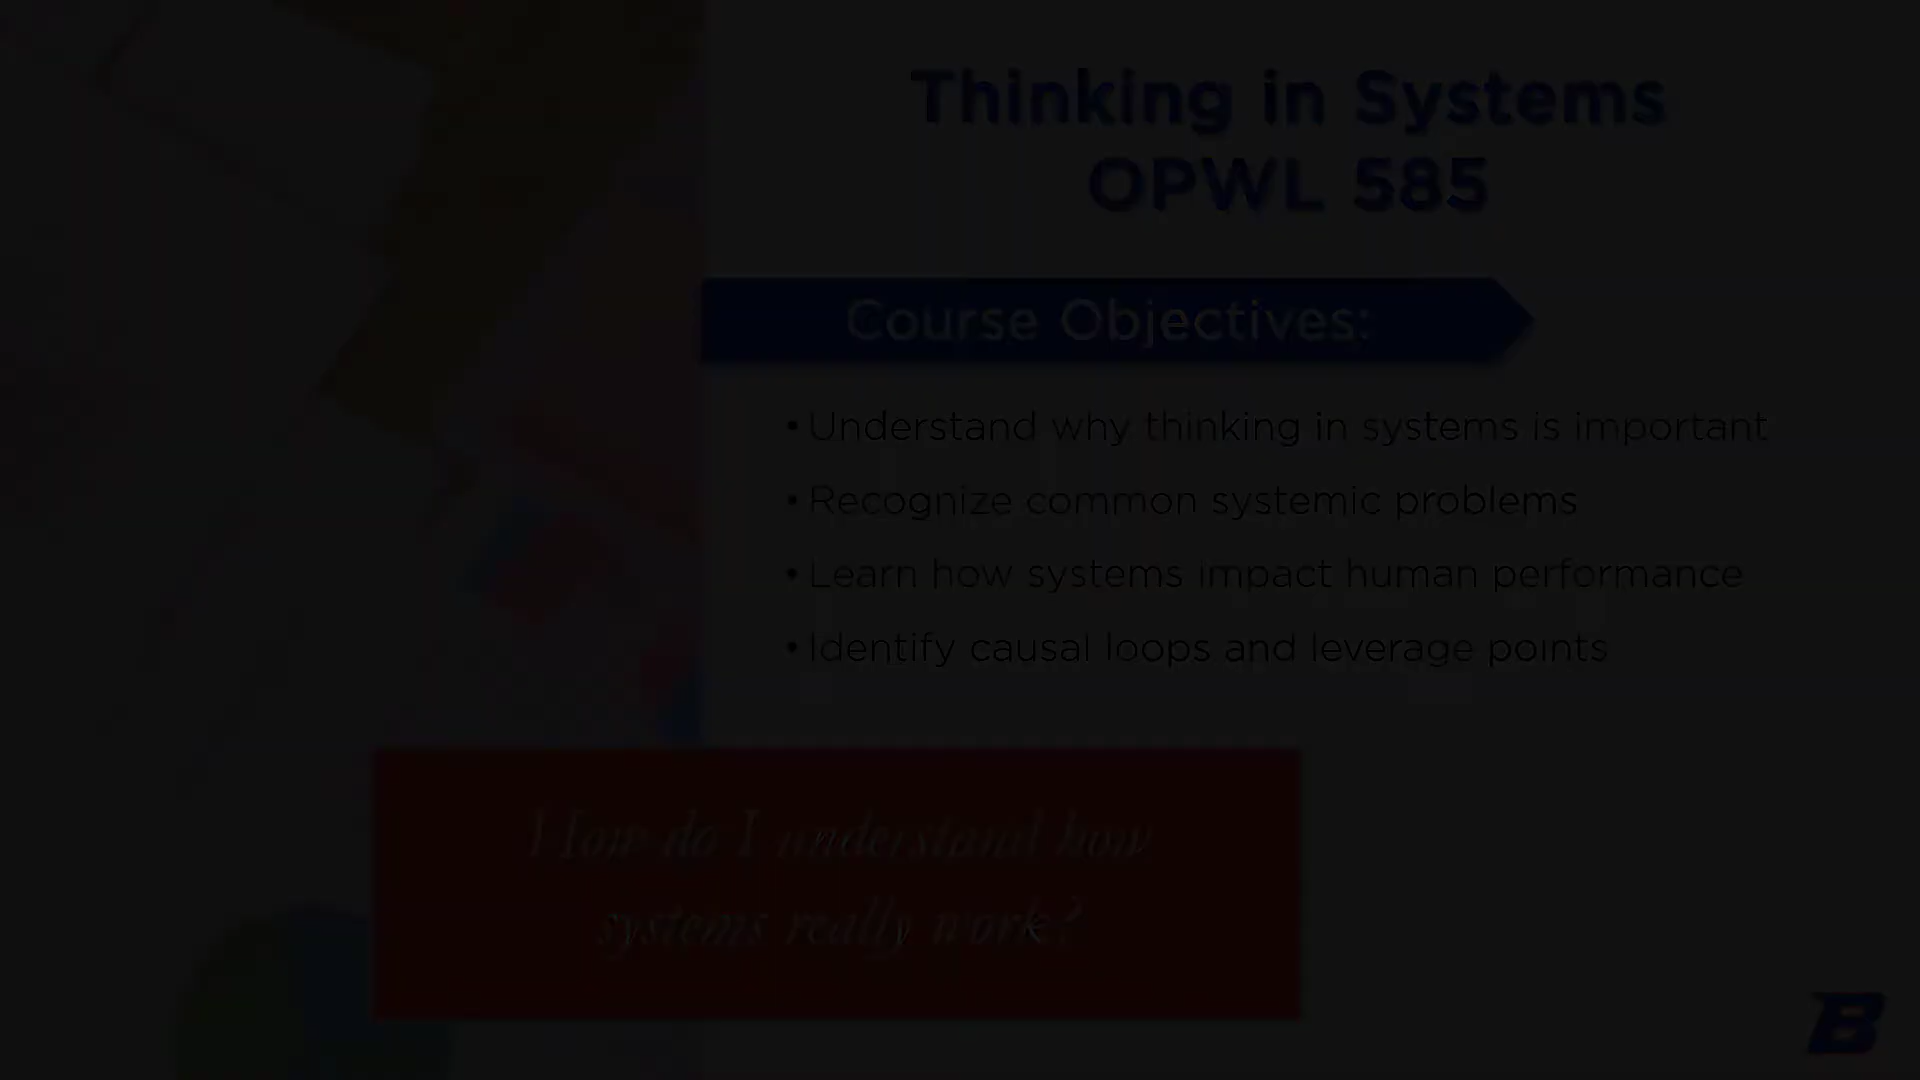 Thinking in Systems
OPWL 585
Course Objectives:
• Understand why thinking in systems is important
• Recognize common systemic problems
• Learn how systems impact human performance
• Identify causal loops and leverage points
How do I understand how
systems really work?
B